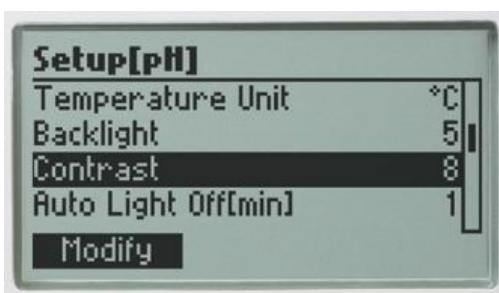 Setup[pH]
Temperature Unit °C
Backlight 5
Contrast 8
Auto Light Off[min] 1
Modify